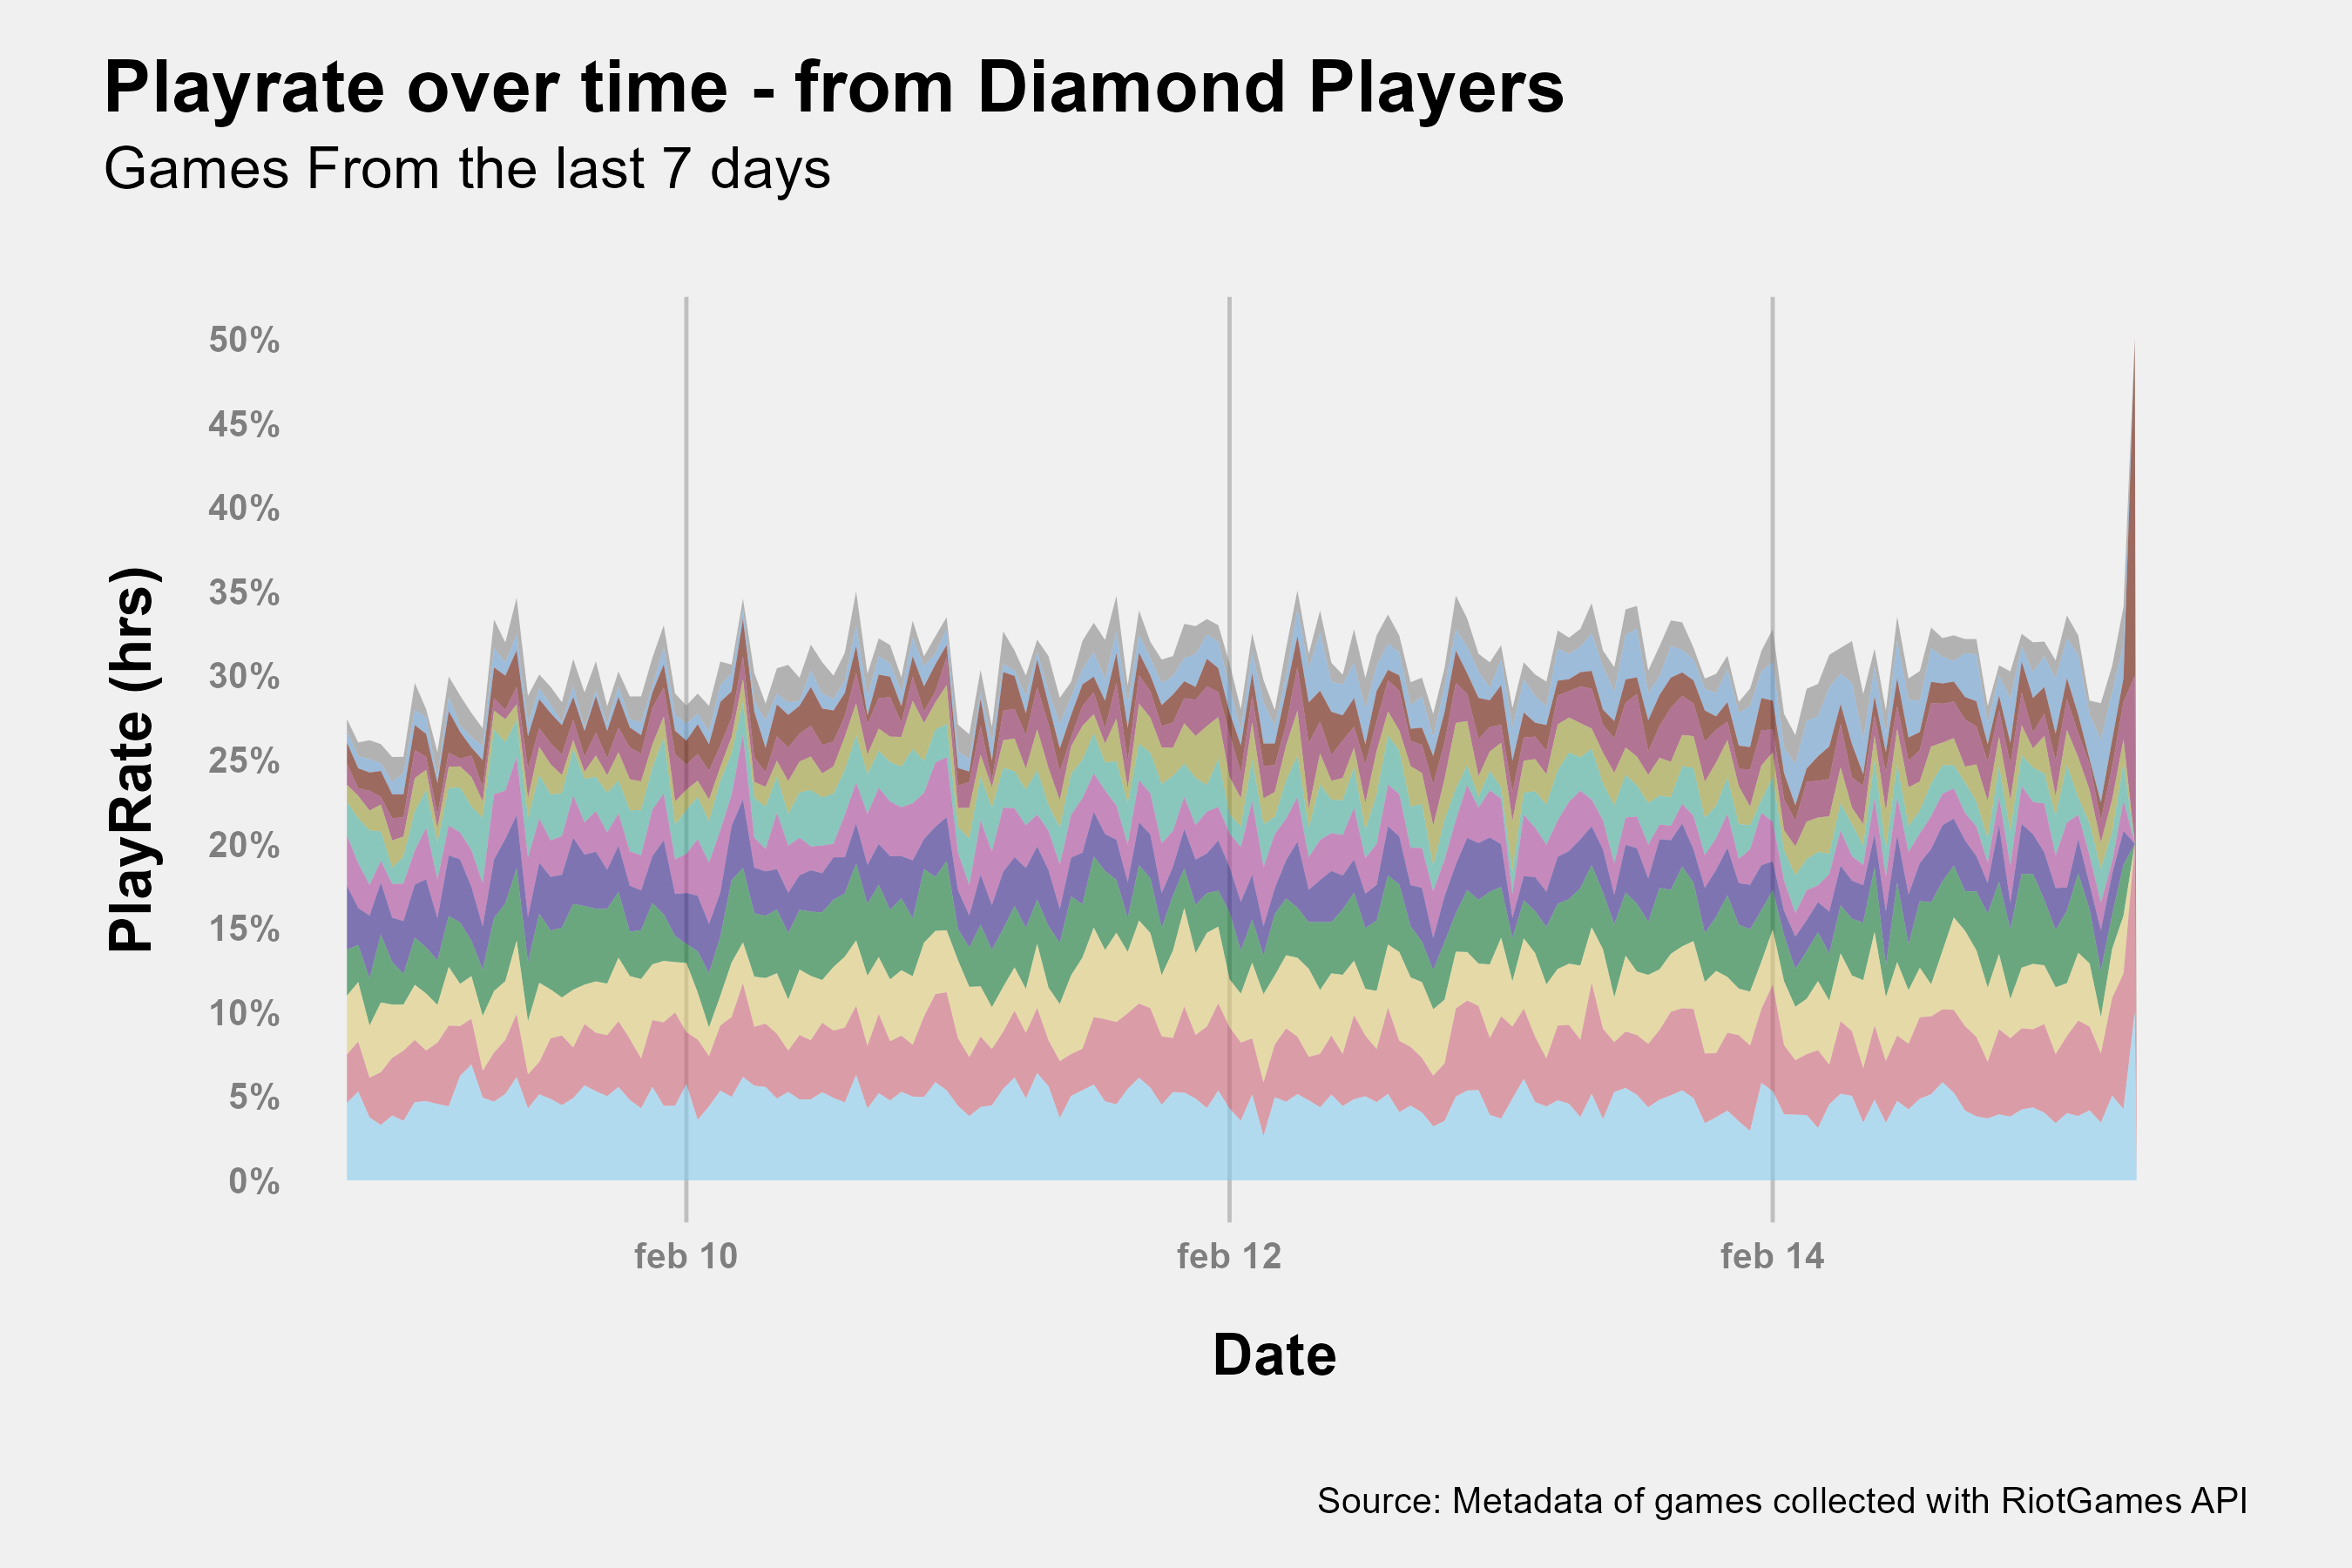 Playrate over time - from Diamond Players
Games From the last 7 days
50%
45%
40%
35%
30%
25%
20%
15%
10%
5%
0%
PlayRate (hrs)
feb 10
feb 12
feb 14
Date
Source: Metadata of games collected with RiotGames API